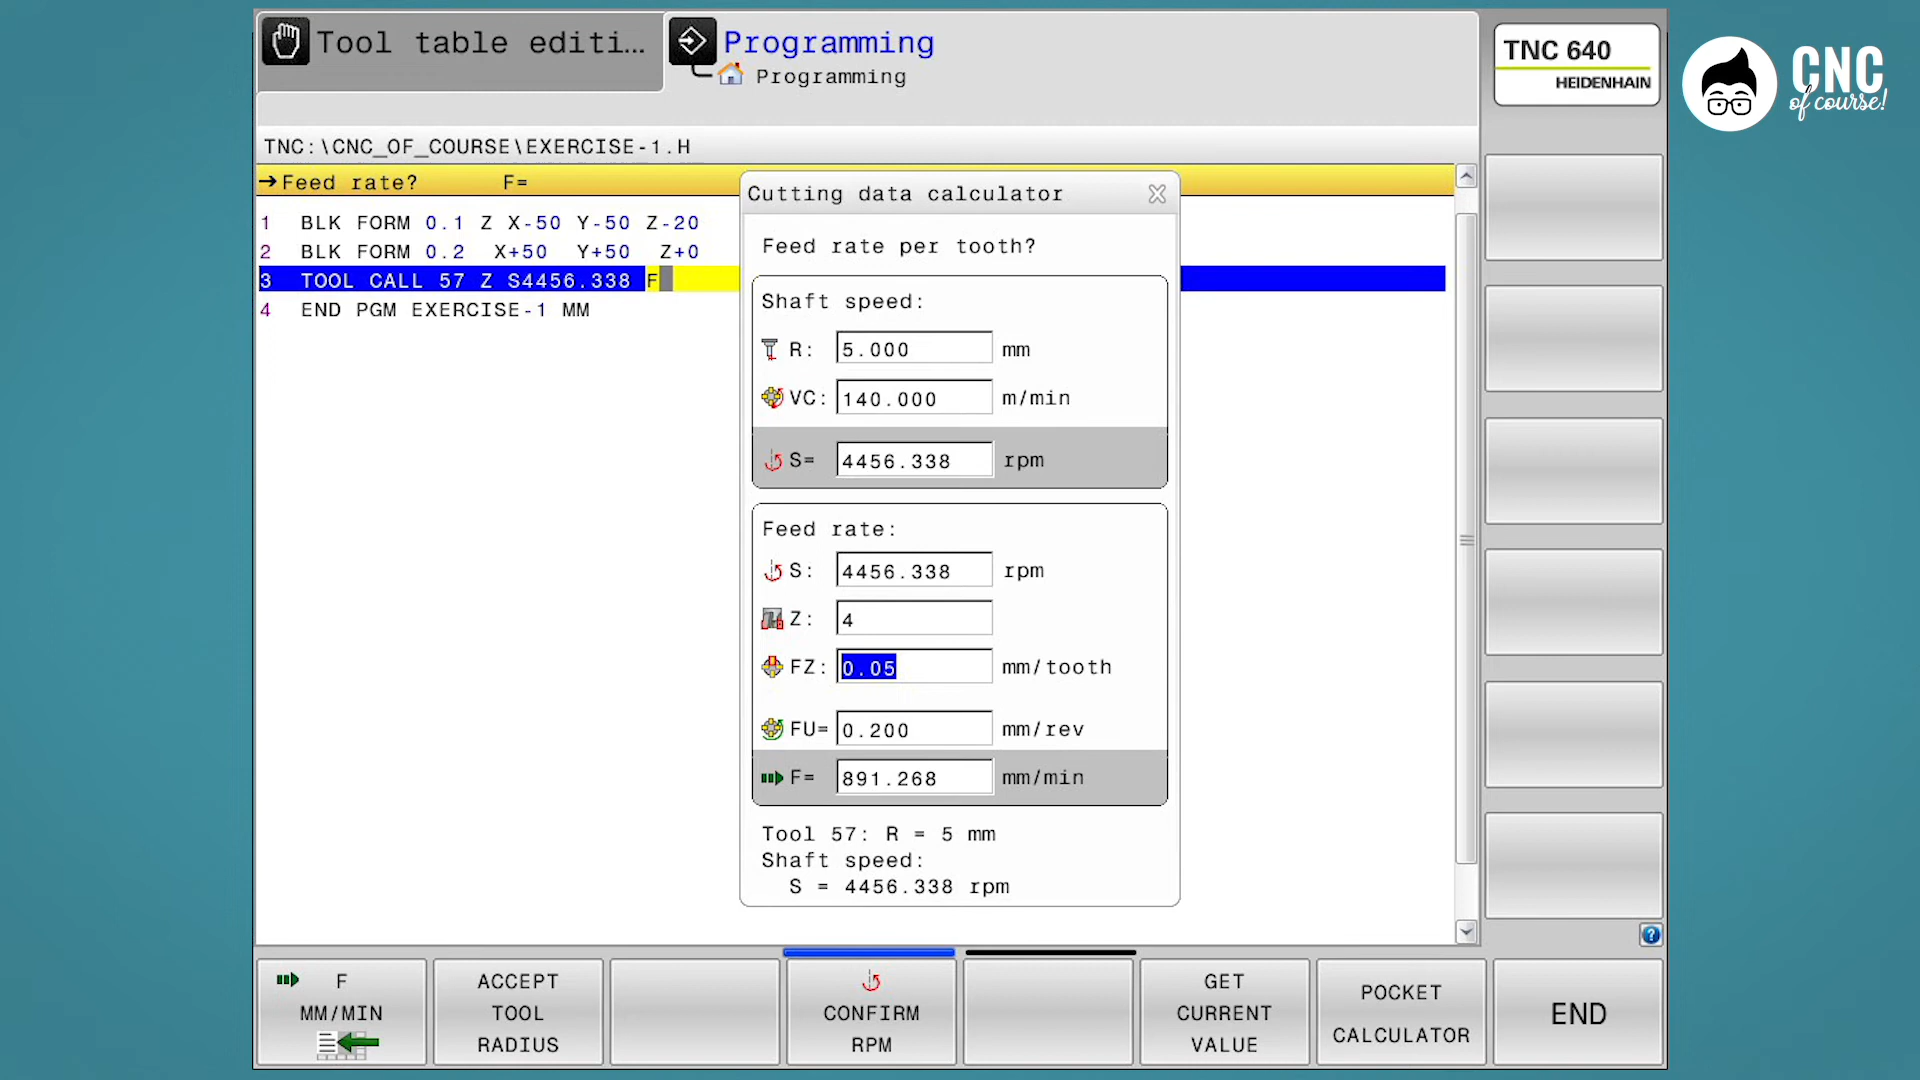 Tool table editi...
Programming
Programming
TNC 640
HEIDENHAIN
CNC
of course!
TNC:\CNC_OF_COURSE\EXERCISE-1.H
→Feed rate? F=
1 BLK FORM 0.1 Z X-50 Y-50 Z-20
2 BLK FORM 0.2 X+50 Y+50 Z+0
3 TOOL CALL 57 Z S4456.338 F
4 END PGM EXERCISE-1 MM
Cutting data calculator
Feed rate per tooth?
Shaft speed:
R: 5.000 mm
VC: 140.000 m/min
S= 4456.338 rpm
Feed rate:
S: 4456.338 rpm
Z: 4
FZ: 0.05 mm/tooth
FU= 0.200 mm/rev
F= 891.268 mm/min
Tool 57: R = 5 mm
Shaft speed:
S = 4456.338 rpm
F
MM/MIN
ACCEPT
TOOL
RADIUS
CONFIRM
RPM
GET
CURRENT
VALUE
POCKET
CALCULATOR
END